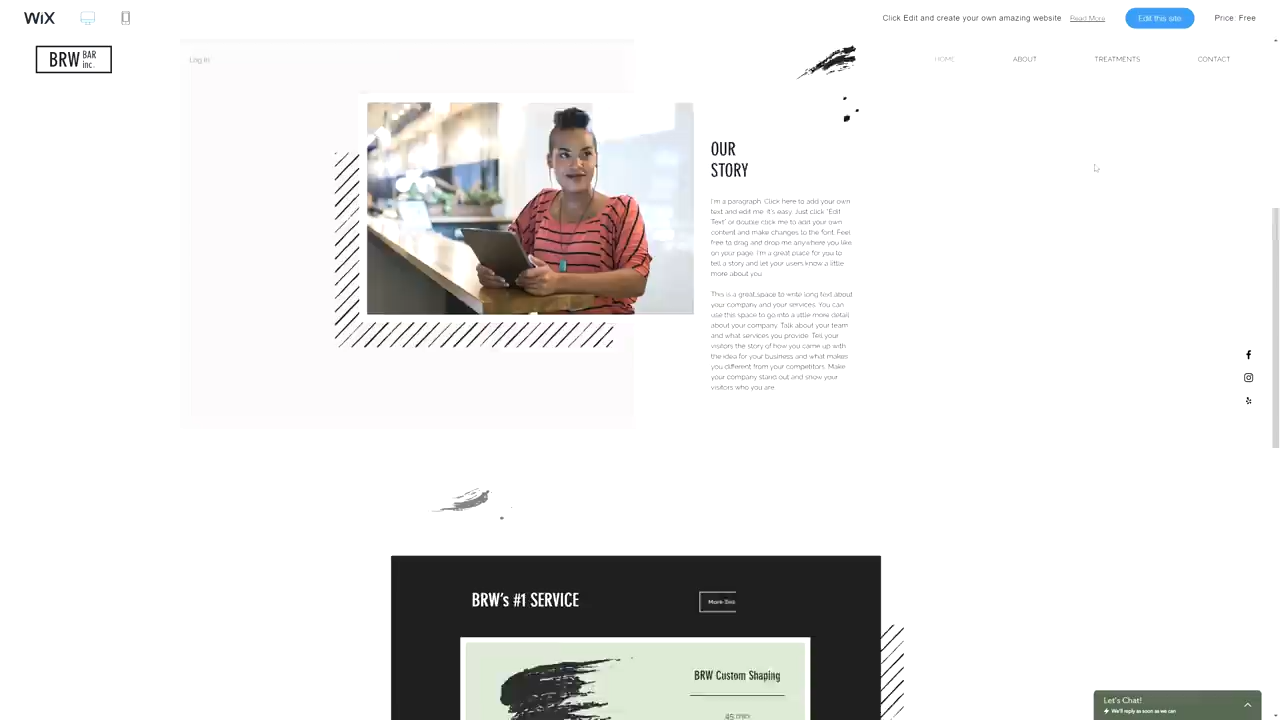 WiX
Click Edit and create your own amazing website Read More
Edit this site
Price: Free
BRW BAR inc.
Log In
HOME
ABOUT
TREATMENTS
CONTACT
OUR
STORY
I'm a paragraph. Click here to add your own
text and edit me. It's easy. Just click "Edit
Text" or double click me to add your own
content and make changes to the font. Feel
free to drag and drop me anywhere you like
on your page. I'm a great place for you to
tell a story and let your users know a little
more about you.
This is a great space to write long text about
your company and your services. You can
use this space to go into a little more detail
about your company. Talk about your team
and what services you provide. Tell your
visitors the story of how you came up with
the idea for your business and what makes
you different from your competitors. Make
your company stand out and show your
visitors who you are.
BRW's #1 SERVICE
BRW Custom Shaping
45 min
Let's Chat!
We'll reply as soon as we can